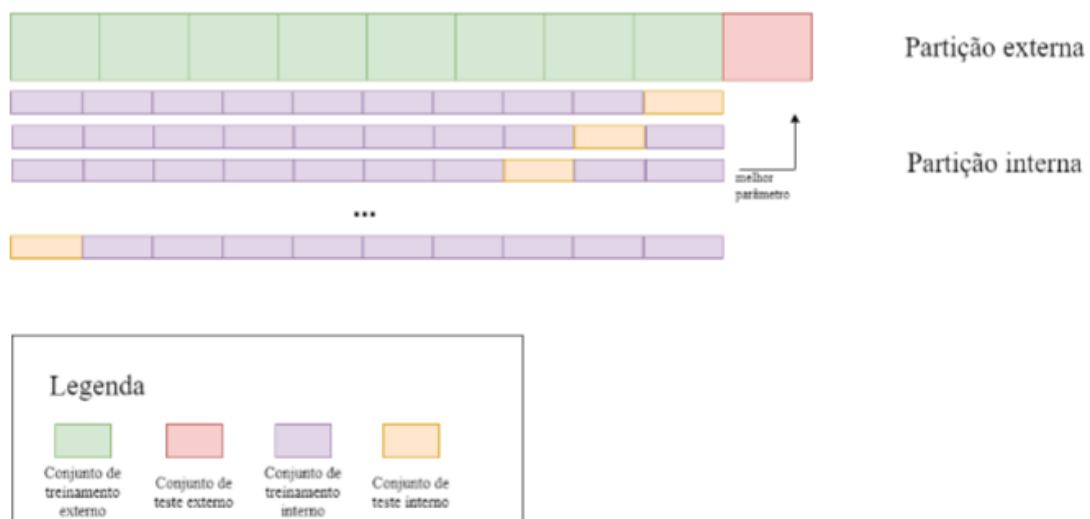 Partição externa
Partição interna
melhor
parâmetro
...
Legenda
Conjunto de
treinamento
externo
Conjunto de
teste externo
Conjunto de
treinamento
interno
Conjunto de
teste interno